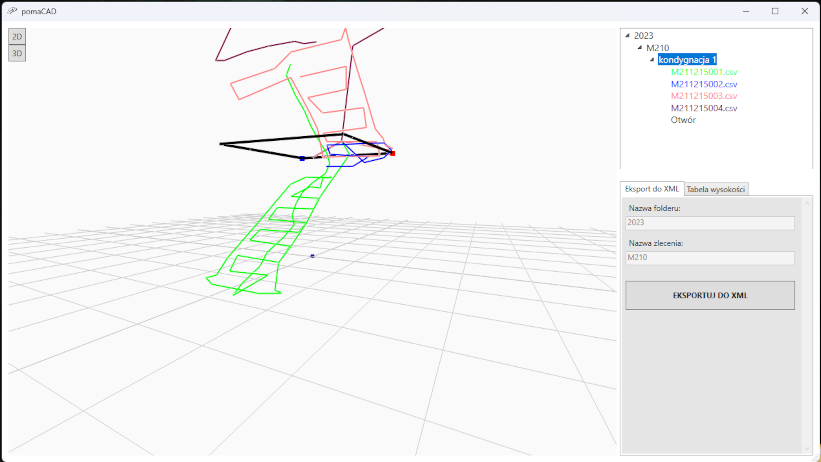 pomaCAD
2D
3D
2023
M210
kondygnacja 1
M211215001.csv
M211215002.csv
M211215003.csv
M211215004.csv
Otwór
Eksport do XML
Tabela wysokości
Nazwa folderu:
2023
Nazwa zlecenia:
M210
EKSPORTUJ DO XML